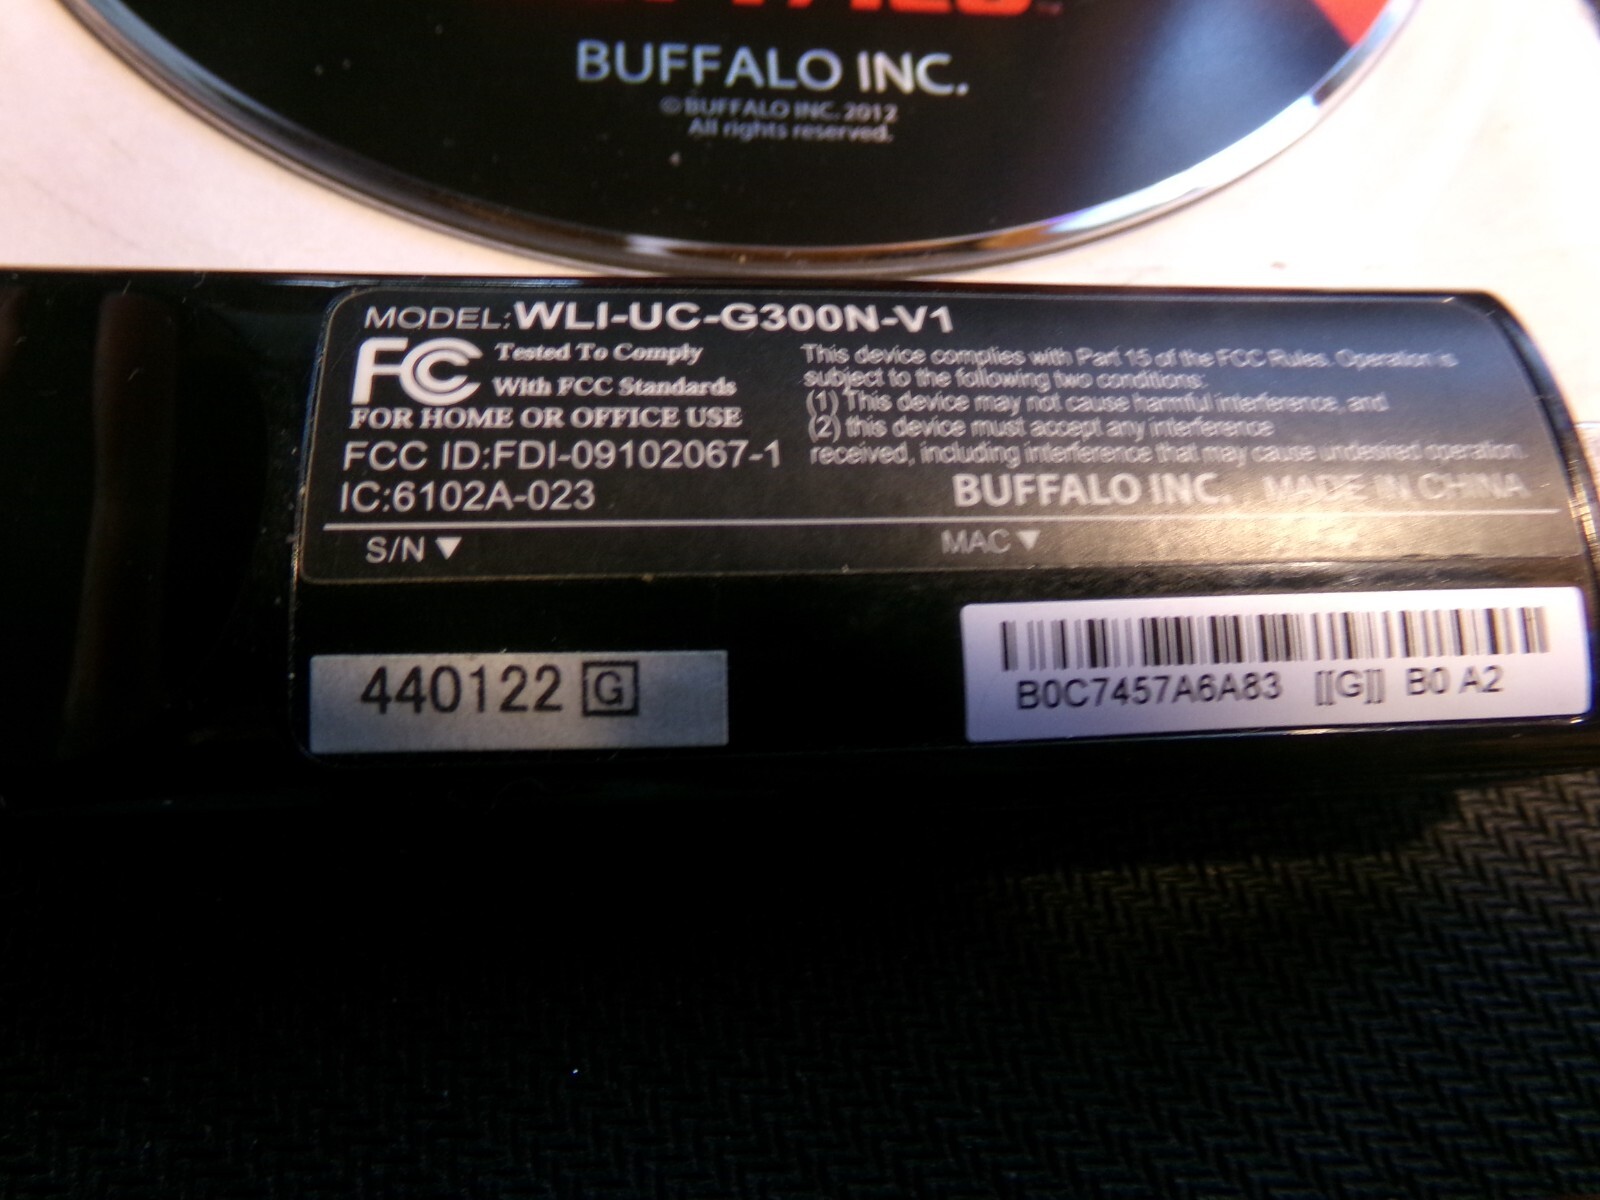 BUFFALO INC.
© BUFFALO INC. 2012
All rights reserved.
MODEL:WLI-UC-G300N-V1
FCC Tested To Comply
With FCC Standards
FOR HOME OR OFFICE USE
FCC ID:FDI-09102067-1
IC:6102A-023
This device complies with Part 15 of the FCC Rules. Operation is
subject to the following two conditions:
(1) This device may not cause harmful interference, and
(2) this device must accept any interference
received, including interference that may cause undesired operation.
BUFFALO INC. MADE IN CHINA
S/N ▼
MAC ▼
440122 G
B0C7457A6A83 [[G]] B0 A2